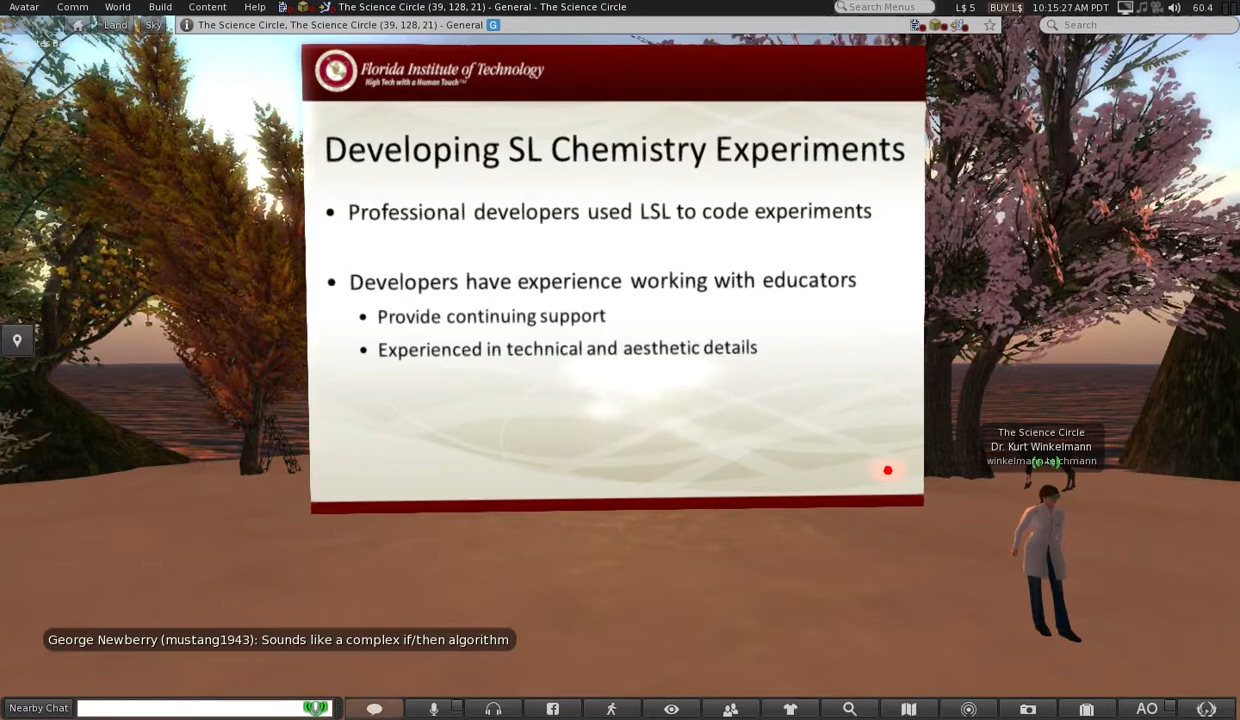 Avatar Comm World Build Content Help The Science Circle (39, 128, 21) - General - The Science Circle Search Menus L$ 5 BUY L$ 10:15:27 AM PDT 60.4
Land Sky The Science Circle, The Science Circle (39, 128, 21) - General G Search
Florida Institute of Technology
High Tech with a Human Touch™
Developing SL Chemistry Experiments
• Professional developers used LSL to code experiments
• Developers have experience working with educators
• Provide continuing support
• Experienced in technical and aesthetic details
The Science Circle
Dr. Kurt Winkelmann
George Newberry (mustang1943): Sounds like a complex if/then algorithm
Nearby Chat AO